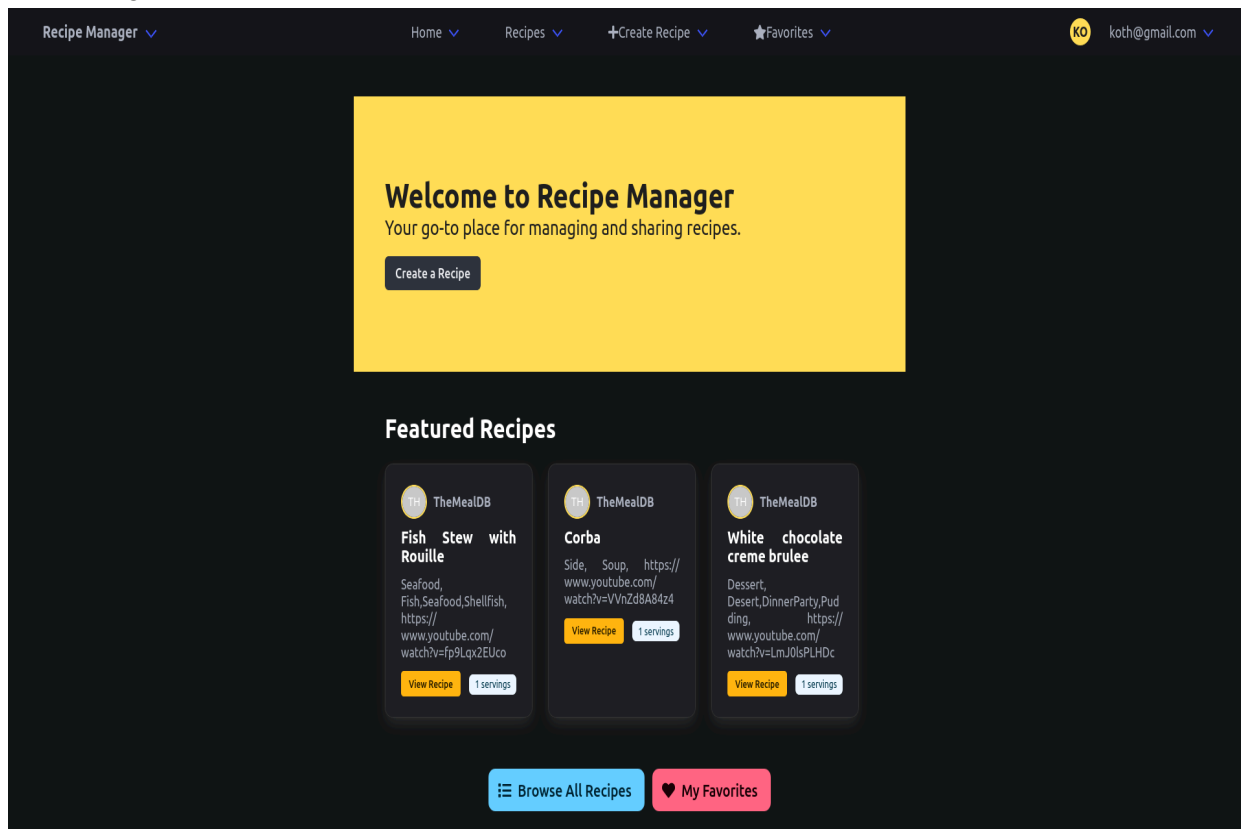 Recipe Manager
Home
Recipes
Create Recipe
Favorites
KO
koth@gmail.com
Welcome to Recipe Manager
Your go-to place for managing and sharing recipes.
Create a Recipe
Featured Recipes
TH
TheMealDB
Fish Stew with
Rouille
Seafood,
Fish,Seafood,Shellfish,
https://
www.youtube.com/
watch?v=fp9Lqx2EUco
View Recipe
1 servings
TH
TheMealDB
Corba
Side, Soup, https://
www.youtube.com/
watch?v=VVnZd8A84z4
View Recipe
1 servings
TH
TheMealDB
White chocolate
creme brulee
Dessert,
Desert,DinnerParty,Pud
ding, https://
www.youtube.com/
watch?v=LmJ0lsPLHDc
View Recipe
1 servings
Browse All Recipes
My Favorites